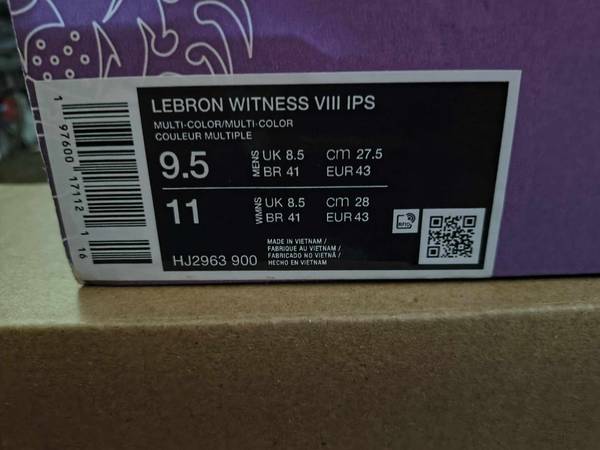 LEBRON WITNESS VIII IPS
MULTI-COLOR/MULTI-COLOR
COULEUR MULTIPLE
9.5 MENS UK 8.5 cm 27.5
BR 41 EUR 43
11 WMNS UK 8.5 cm 28
BR 41 EUR 43
RFID
HJ2963 900
MADE IN VIETNAM /
FABRIQUE AU VIETNAM /
FABRICADO NO VIETNÃ /
HECHO EN VIETNAM
1 97600 17112 1 16